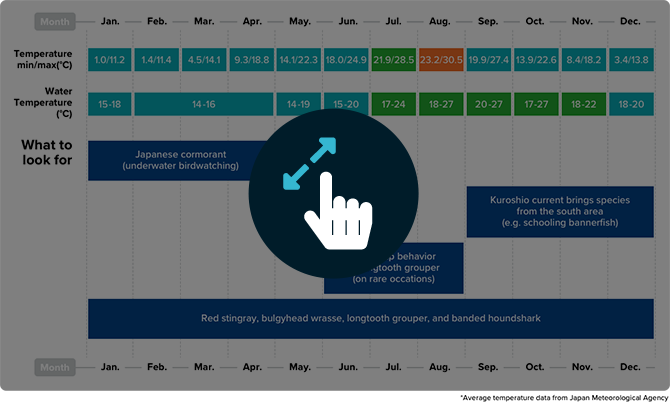 Month Jan. Feb. Mar. Apr. May. Jun. Jul. Aug. Sep. Oct. Nov. Dec.
Temperature
min/max(°C)
1.0/11.2 1.4/11.4 4.5/14.1 9.3/18.8 14.1/22.3 18.0/24.9 21.9/28.5 23.2/30.5 19.9/27.4 13.9/22.6 8.4/18.2 3.4/13.8
Water
Temperature
(°C)
15-18 14-16 14-19 15-20 17-24 18-27 20-27 17-27 18-22 18-20
What to
look for
Japanese cormorant
(underwater birdwatching)
Kuroshio current brings species
from the south area
(e.g. schooling bannerfish)
behavior
grouper
(on rare occations)
Red stingray, bulgyhead wrasse, longtooth grouper, and banded houndshark
Month Jan. Feb. Mar. Apr. May. Jun. Jul. Aug. Sep. Oct. Nov. Dec.
*Average temperature data from Japan Meteorological Agency